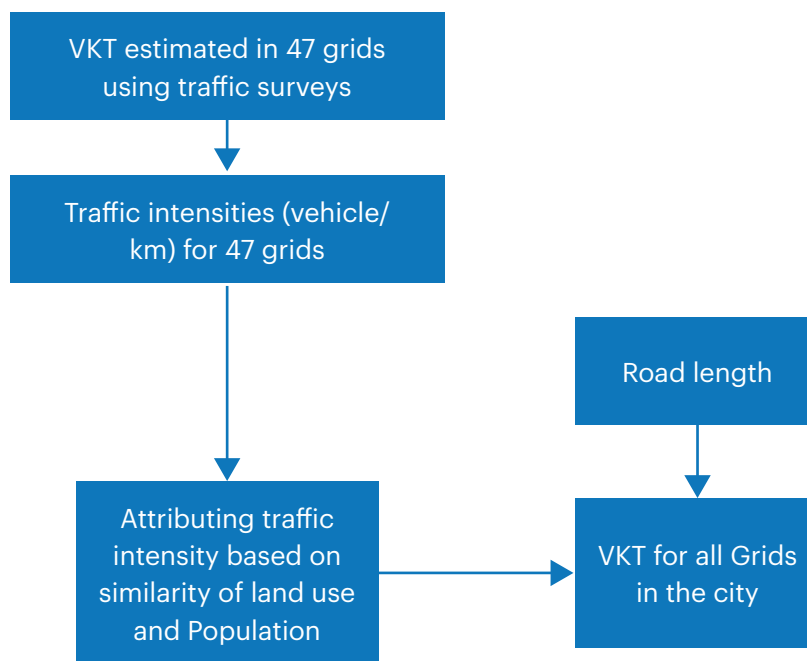 VKT estimated in 47 grids
using traffic surveys
Traffic intensities (vehicle/
km) for 47 grids
Road length
Attributing traffic
intensity based on
similarity of land use
and Population
VKT for all Grids
in the city